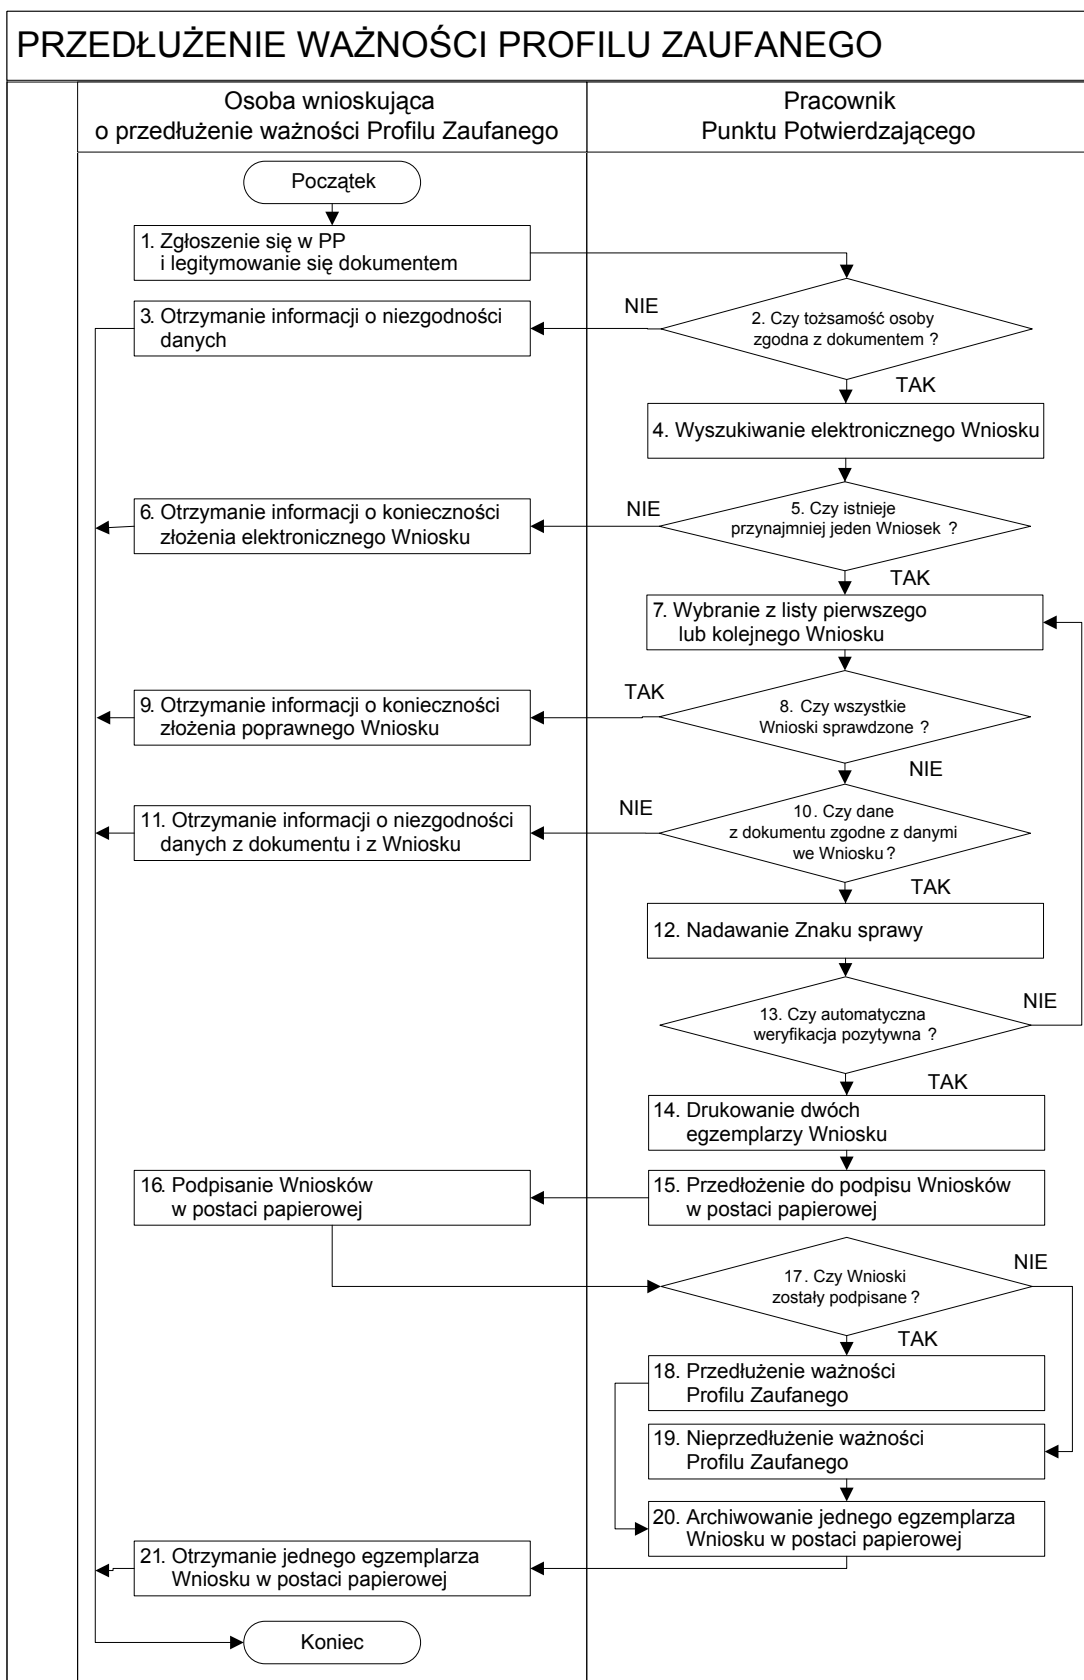 PRZEDŁUŻENIE WAŻNOŚCI PROFILU ZAUFANEGO
Osoba wnioskująca
o przedłużenie ważności Profilu Zaufanego
Pracownik
Punktu Potwierdzającego
Początek
1. Zgłoszenie się w PP
i legitymowanie się dokumentem
2. Czy tożsamość osoby
zgodna z dokumentem ?
NIE
3. Otrzymanie informacji o niezgodności
danych
TAK
4. Wyszukiwanie elektronicznego Wniosku
5. Czy istnieje
przynajmniej jeden Wniosek ?
NIE
6. Otrzymanie informacji o konieczności
złożenia elektronicznego Wniosku
TAK
7. Wybranie z listy pierwszego
lub kolejnego Wniosku
8. Czy wszystkie
Wnioski sprawdzone ?
TAK
9. Otrzymanie informacji o konieczności
złożenia poprawnego Wniosku
NIE
10. Czy dane
z dokumentu zgodne z danymi
we Wniosku ?
NIE
11. Otrzymanie informacji o niezgodności
danych z dokumentu i z Wniosku
TAK
12. Nadawanie Znaku sprawy
13. Czy automatyczna
weryfikacja pozytywna ?
NIE
TAK
14. Drukowanie dwóch
egzemplarzy Wniosku
15. Przedłożenie do podpisu Wniosków
w postaci papierowej
16. Podpisanie Wniosków
w postaci papierowej
17. Czy Wnioski
zostały podpisane ?
NIE
TAK
18. Przedłużenie ważności
Profilu Zaufanego
19. Nieprzedłużenie ważności
Profilu Zaufanego
20. Archiwowanie jednego egzemplarza
Wniosku w postaci papierowej
21. Otrzymanie jednego egzemplarza
Wniosku w postaci papierowej
Koniec